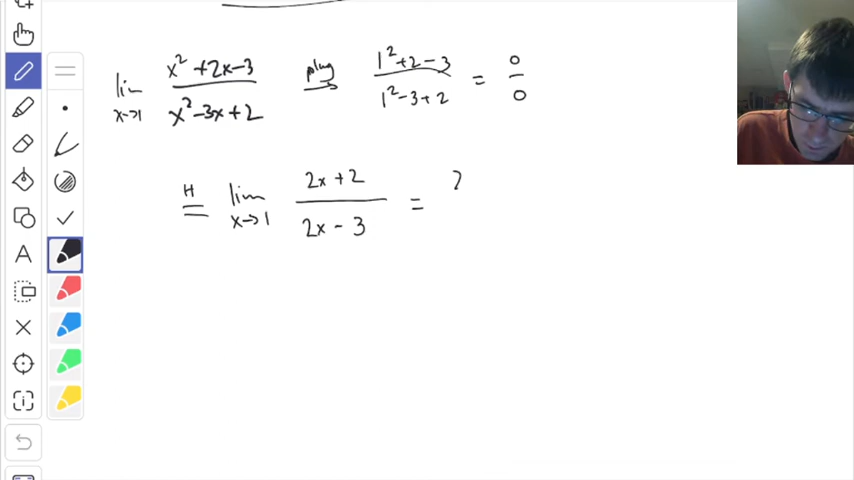 lim x→1 x² + 2x - 3 / x² - 3x + 2 plug → 1² + 2 - 3 / 1² - 3 + 2 = 0 / 0
H = lim x→1 2x + 2 / 2x - 3 =